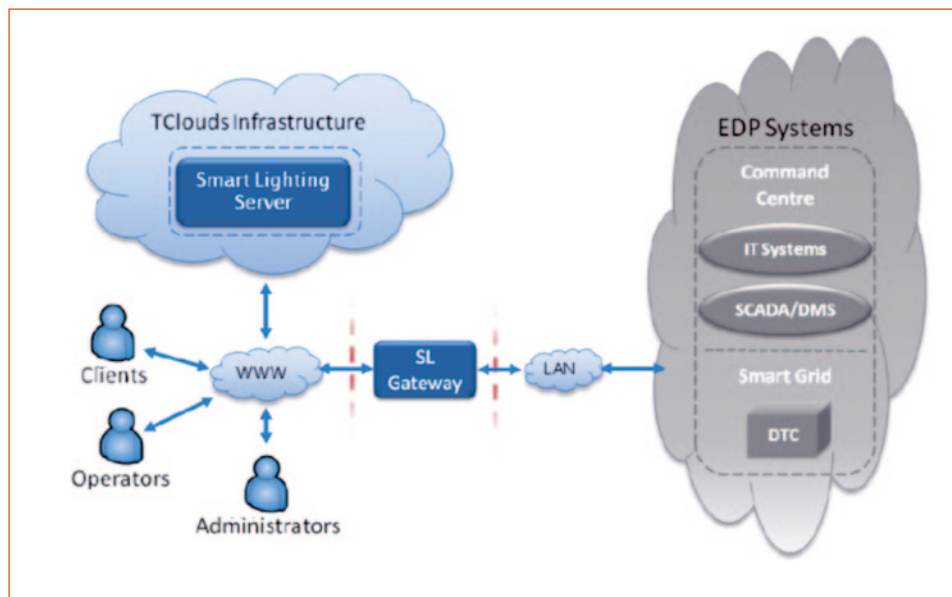 TClouds Infrastructure
Smart Lighting
Server
EDP Systems
Command
Centre
IT Systems
SCADA/DMS
Smart Grid
DTC
Clients
WWW
SL
Gateway
LAN
Operators
Administrators